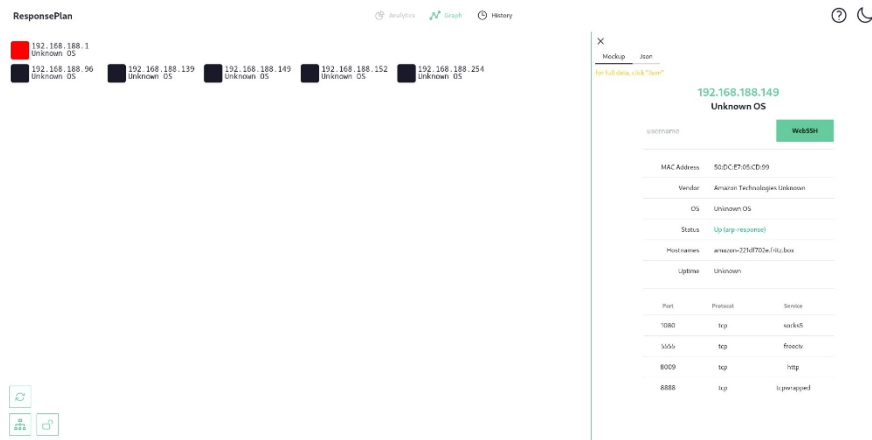 ResponsePlan
Analytics Graph History
192.168.188.1
Unknown OS
192.168.188.96 192.168.188.139 192.168.188.149 192.168.188.152 192.168.188.254
Unknown OS Unknown OS Unknown OS Unknown OS Unknown OS
Mockup Json
for full data, click "Json"
192.168.188.149
Unknown OS
username WebSSH
MAC Address 50:DC:E7:05:CD:99
Vendor Amazon Technologies Unknown
OS Unknown OS
Status Up (arp-response)
Hostnames amazon-221df702e.fritz.box
Uptime Unknown
Port Protocol Service
1080 tcp socks5
5555 tcp freeciv
8009 tcp http
8888 tcp tcpwrapped